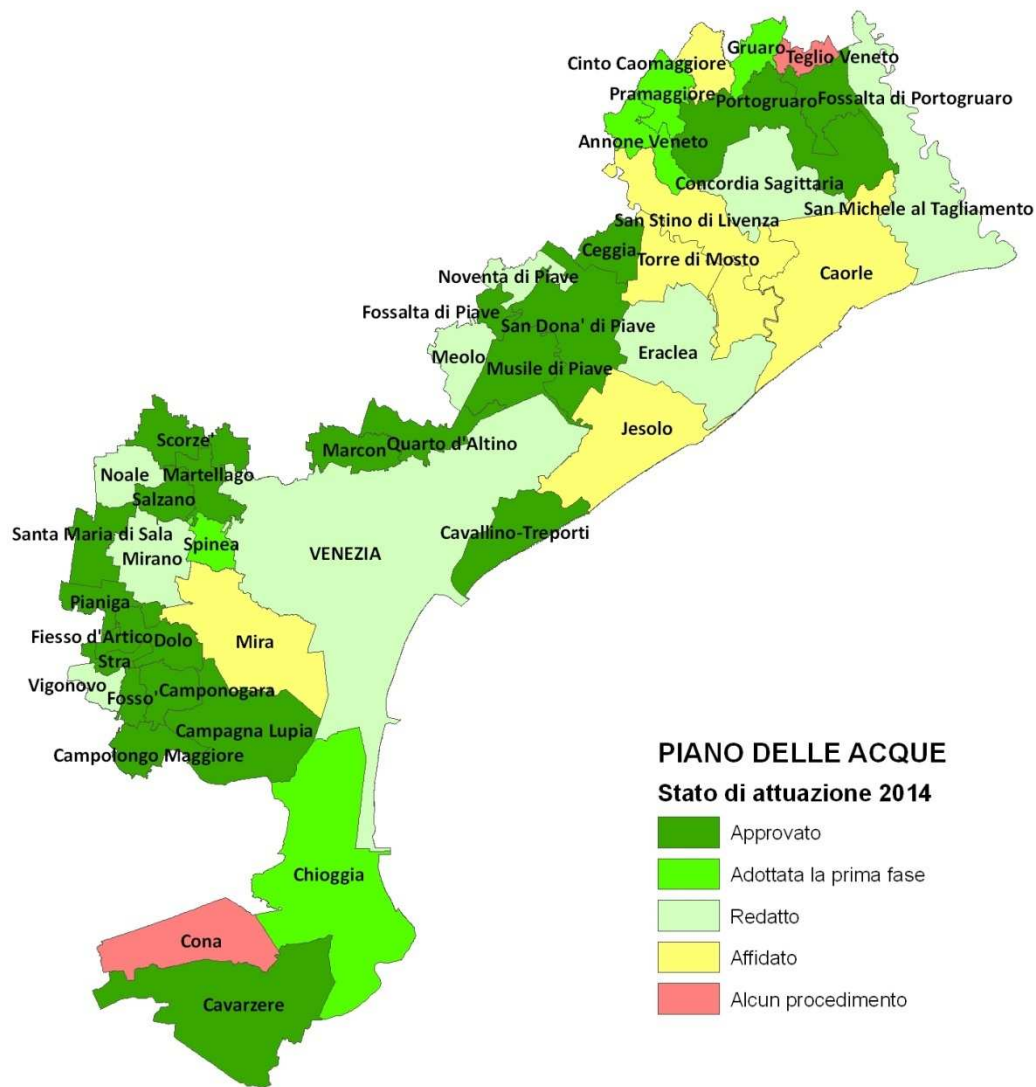 Gruaro
Cinto Caomaggiore
Teglio Veneto
Pramaggiore
Portogruaro
Fossalta di Portogruaro
Annone Veneto
Concordia Sagittaria
San Michele al Tagliamento
San Stino di Livenza
Ceggia
Torre di Mosto
Caorle
Noventa di Piave
Fossalta di Piave
San Dona' di Piave
Meolo
Eraclea
Musile di Piave
Jesolo
Scorze'
Marcon
Quarto d'Altino
Noale
Martellago
Salzano
Santa Maria di Sala
Spinea
Cavallino-Treporti
Mirano
VENEZIA
Pianiga
Fiesso d'Artico
Dolo
Mira
Stra
Vigonovo
Fosso'
Camponogara
Campagna Lupia
Campolongo Maggiore
Chioggia
Cona
Cavarzere
PIANO DELLE ACQUE
Stato di attuazione 2014
Approvato
Adottata la prima fase
Redatto
Affidato
Alcun procedimento